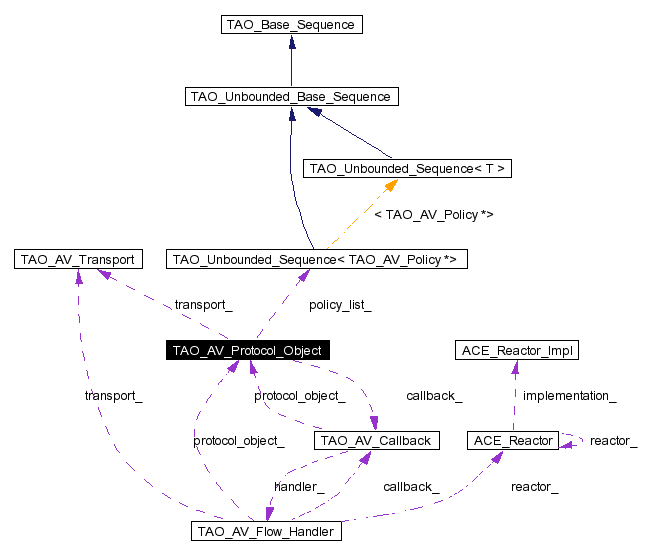 TAO_Base_Sequence
TAO_Unbounded_Base_Sequence
TAO_Unbounded_Sequence< T >
< TAO_AV_Policy *>
TAO_AV_Transport
TAO_Unbounded_Sequence< TAO_AV_Policy *>
transport_
policy_list_
TAO_AV_Protocol_Object
ACE_Reactor_Impl
transport_
protocol_object_
callback_
implementation_
protocol_object_
TAO_AV_Callback
ACE_Reactor
reactor_
handler_
callback_
reactor_
TAO_AV_Flow_Handler